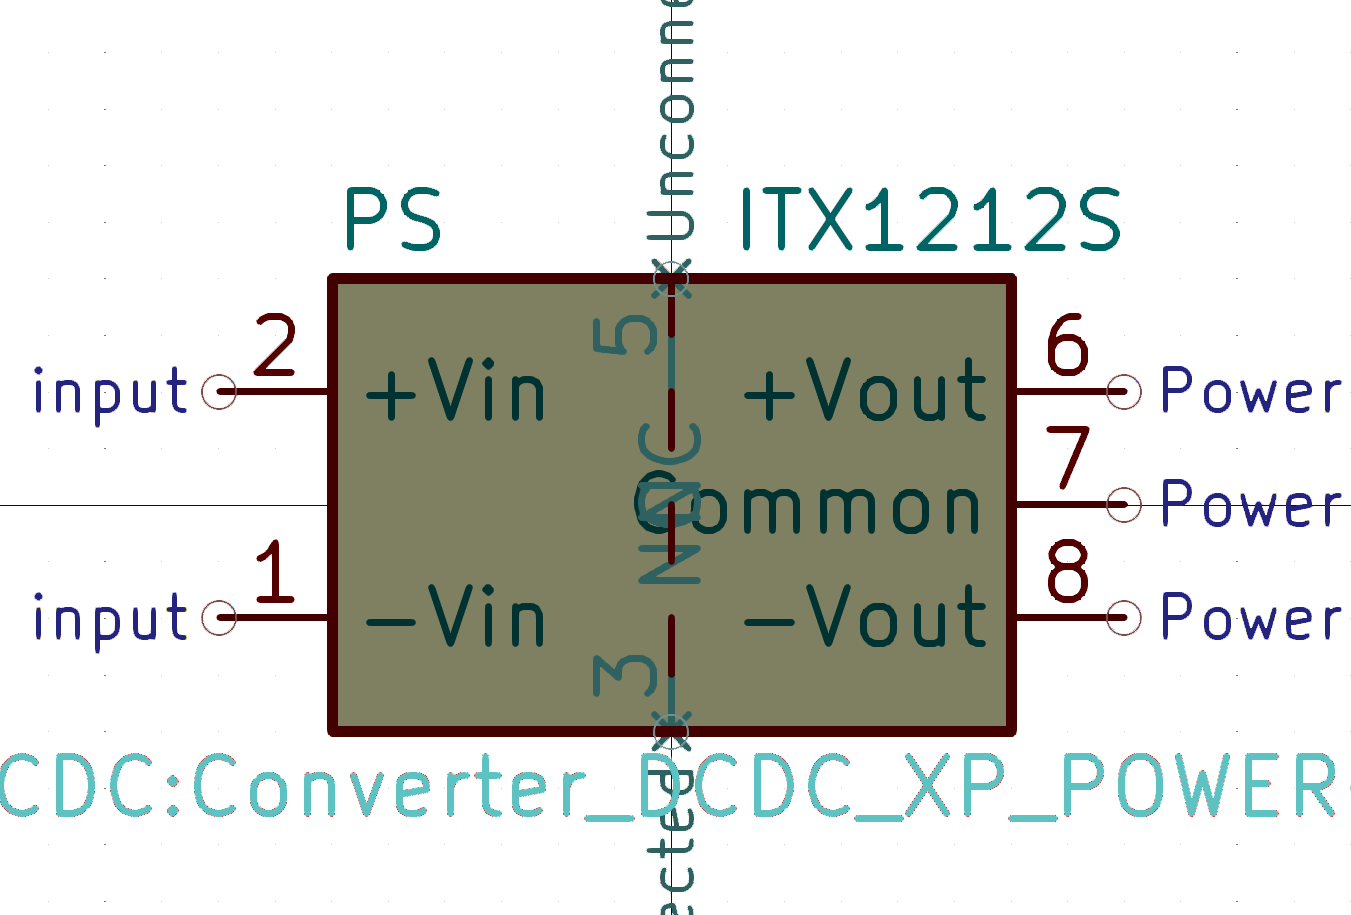 Unconne
PS
ITX1212S
5
2
6
input
+Vin
+Vout
Power
7
NC
Common
Power
1
8
input
-Vin
-Vout
Power
3
CDC:Converter_DCDC_XP_POWER
ected